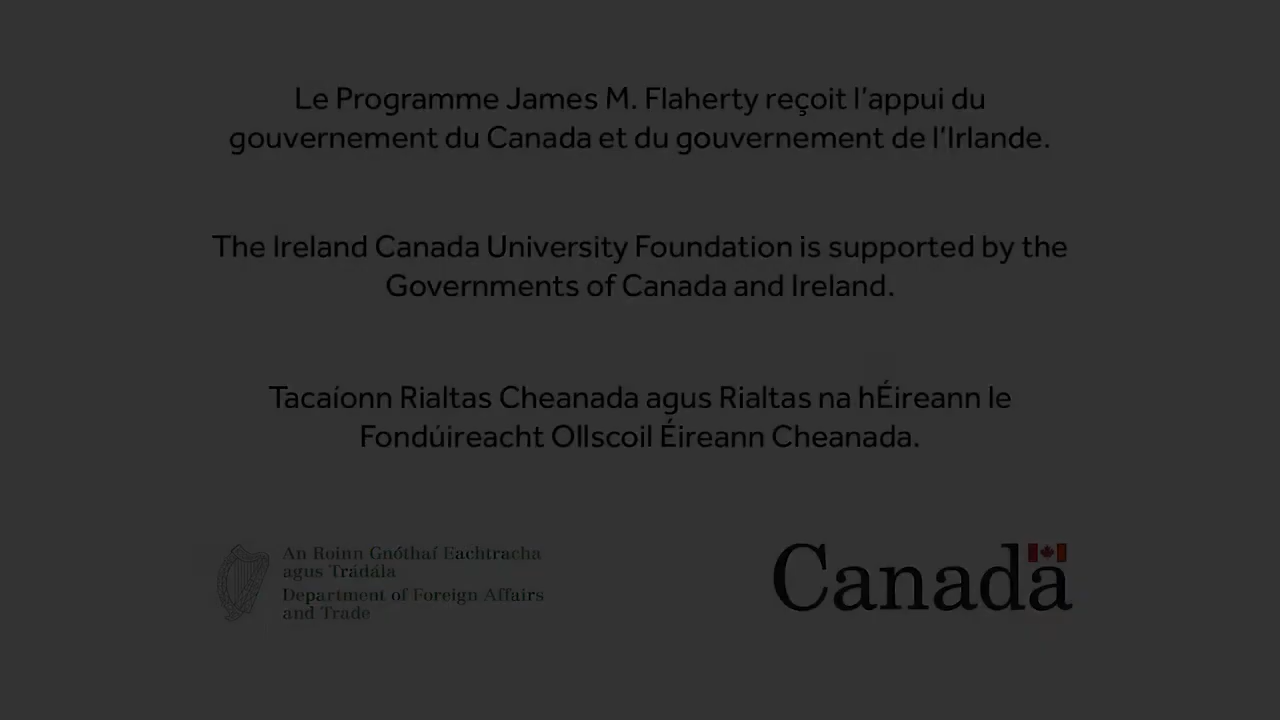 Le Programme James M. Flaherty reçoit l’appui du
gouvernement du Canada et du gouvernement de l’Irlande.
The Ireland Canada University Foundation is supported by the
Governments of Canada and Ireland.
Tacaíonn Rialtas Cheanada agus Rialtas na hÉireann le
Fondúireacht Ollscoil Éireann Cheanada.
An Roinn Gnóthaí Eachtracha
agus Trádála
Department of Foreign Affairs
and Trade
Canada